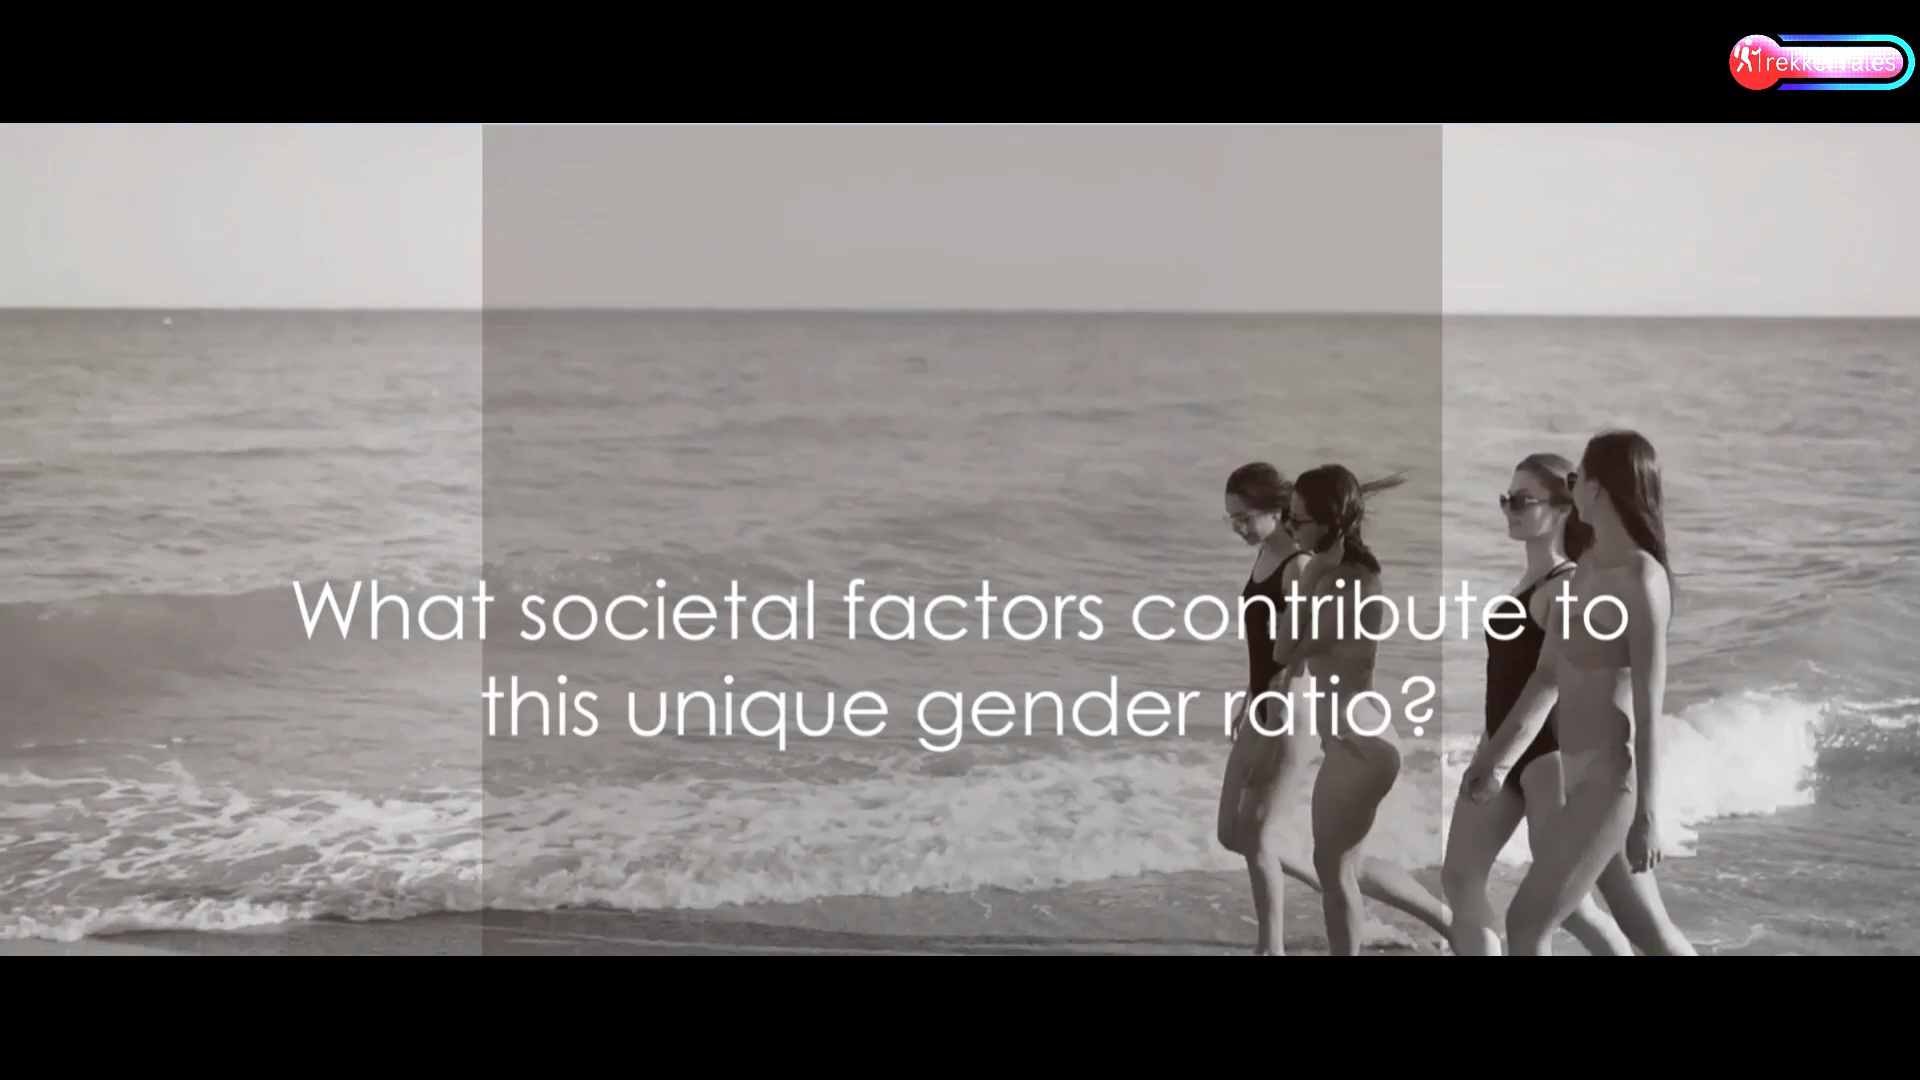 What societal factors contribute to
this unique gender ratio?